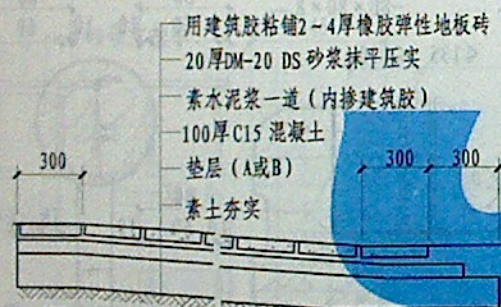 用建筑胶粘铺2~4厚橡胶弹性地板砖
20厚DM-20 DS砂浆抹平压实
素水泥浆一道（内掺建筑胶）
100厚C15 混凝土
300
垫层（A或B）
300
300
素土夯实